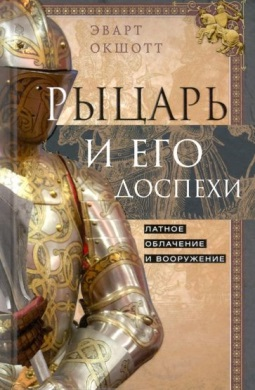 ЭВАРТ
ОКШОТТ
РЫЦАРЬ
И ЕГО
ДОСПЕХИ
ЛАТНОЕ
ОБЛАЧЕНИЕ
И ВООРУЖЕНИЕ